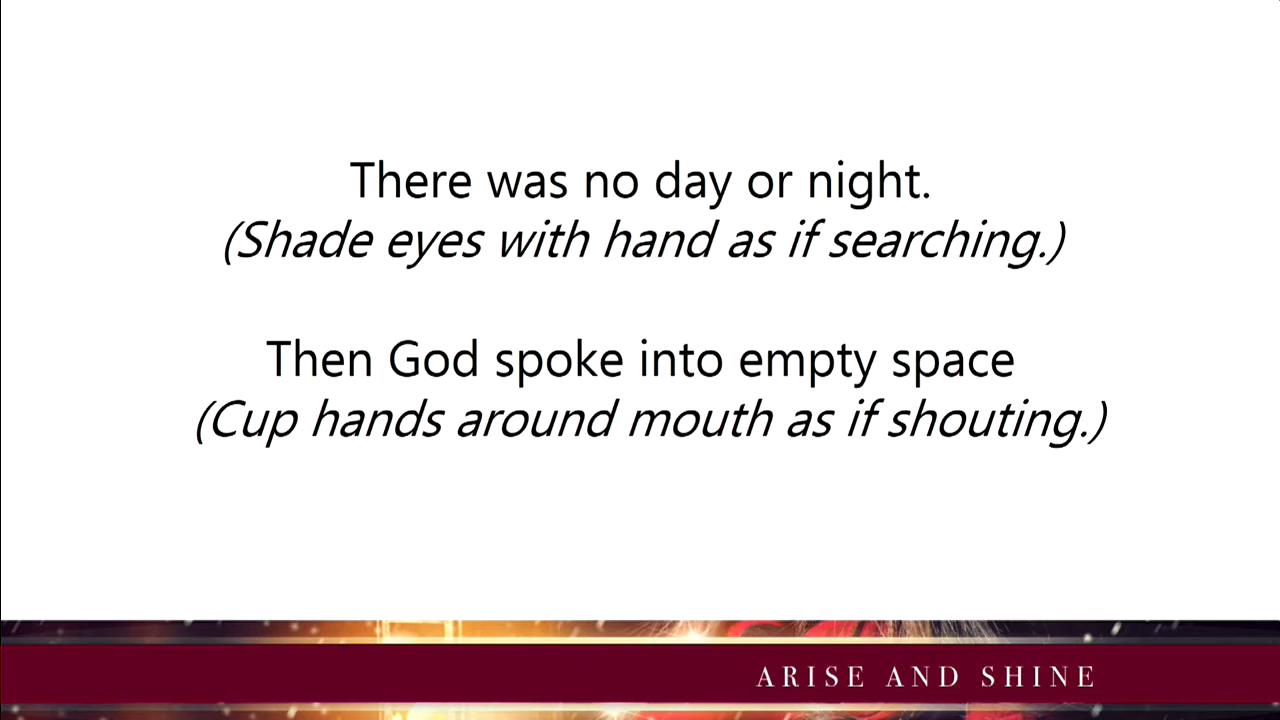 There was no day or night.
(Shade eyes with hand as if searching.)
Then God spoke into empty space
(Cup hands around mouth as if shouting.)
ARISE AND SHINE